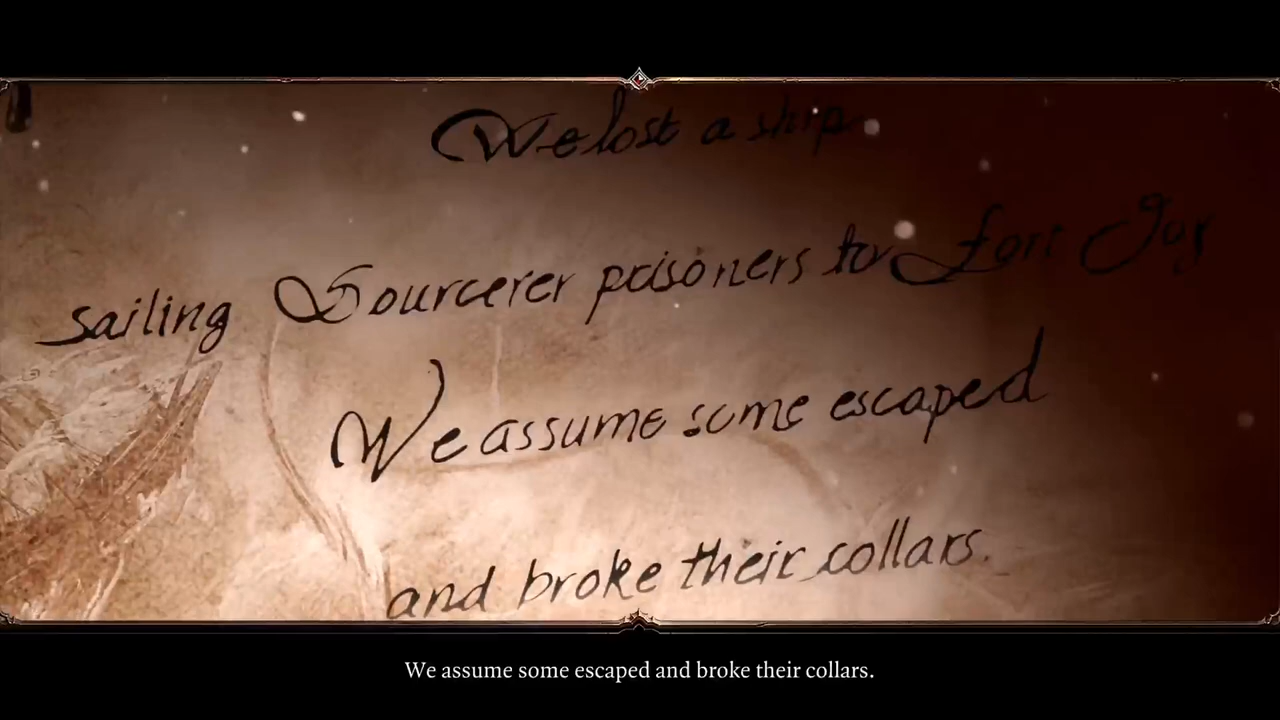 We lost a ship
sailing Sourcerer prisoners to Fort Joy
We assume some escaped
and broke their collars.
We assume some escaped and broke their collars.